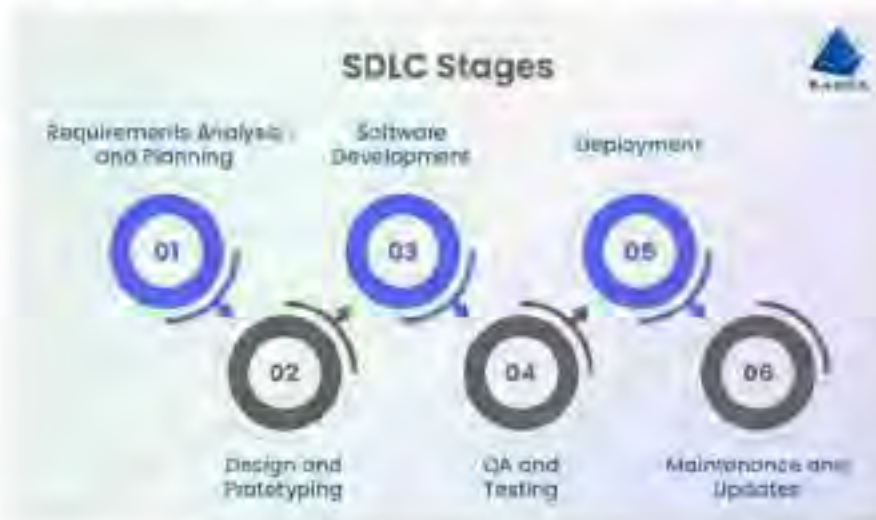 SDLC Stages
Requirements Analysis
and Planning
Software
Development
Deployment
01
03
05
02
04
06
Design and
Prototyping
QA and
Testing
Maintenance and
Updates